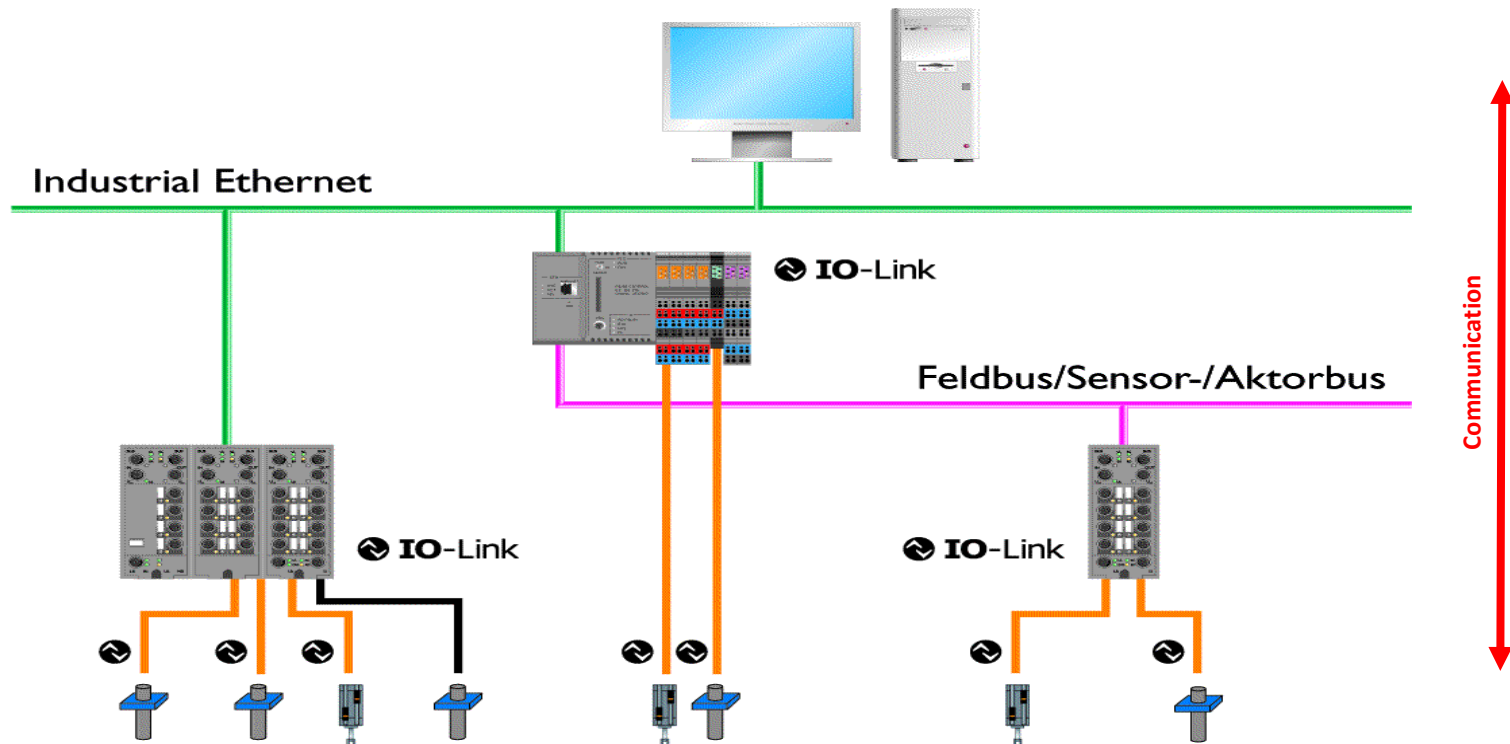 Industrial Ethernet
IO-Link
Feldbus/Sensor-/Aktorbus
Communication
IO-Link
IO-Link